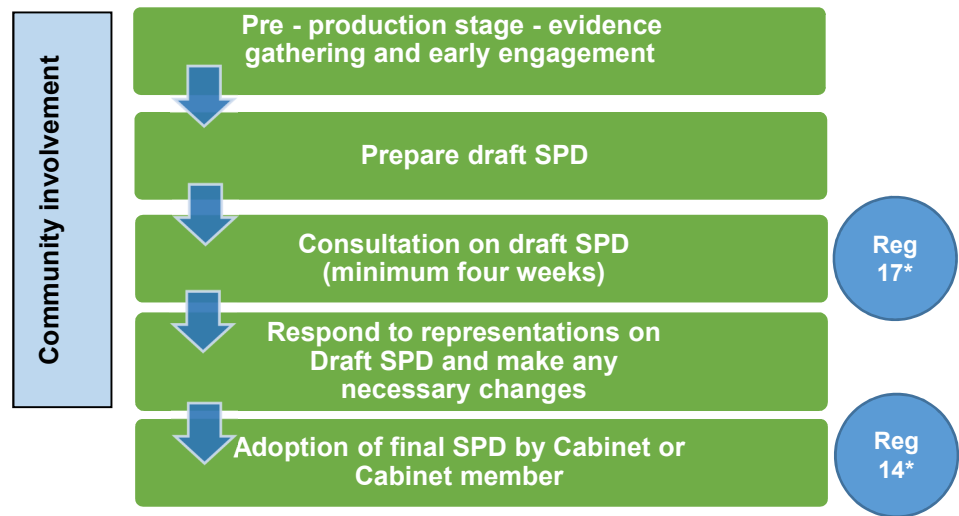 Community involvement
Pre - production stage - evidence
gathering and early engagement
Prepare draft SPD
Consultation on draft SPD
(minimum four weeks)
Reg
17*
Respond to representations on
Draft SPD and make any
necessary changes
Adoption of final SPD by Cabinet or
Cabinet member
Reg
14*